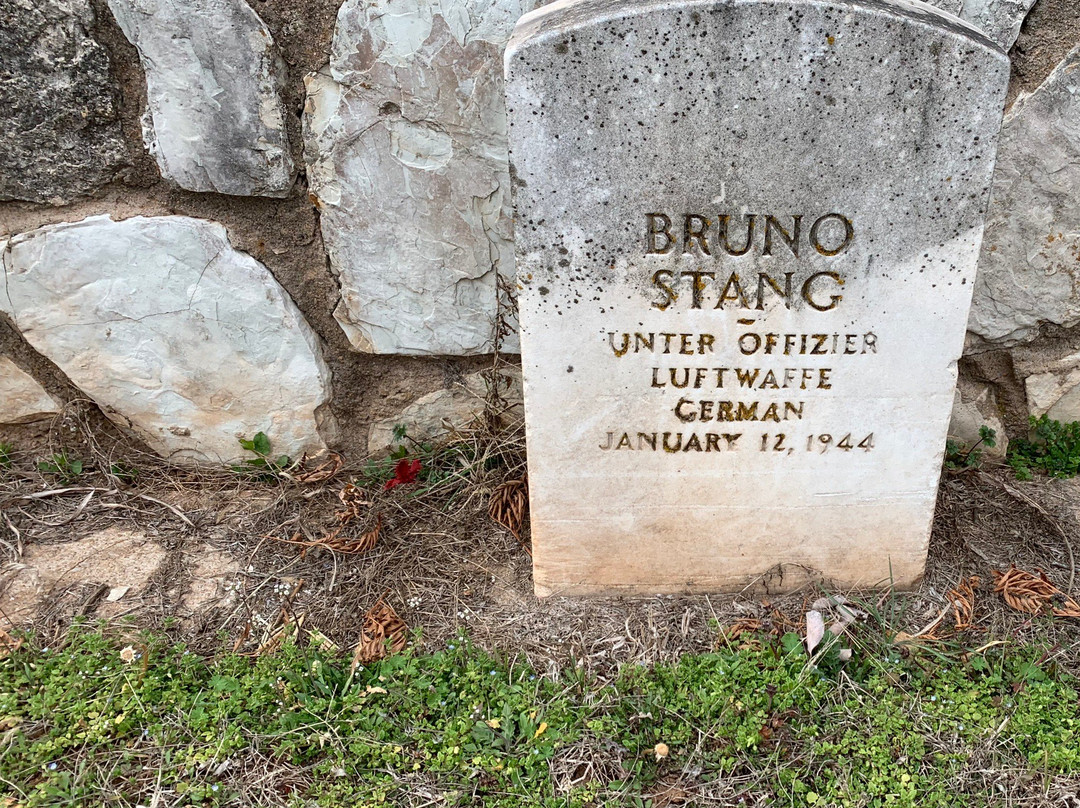 BRUNO
STANG
UNTER OFFIZIER
LUFTWAFFE
GERMAN
JANUARY 12, 1944